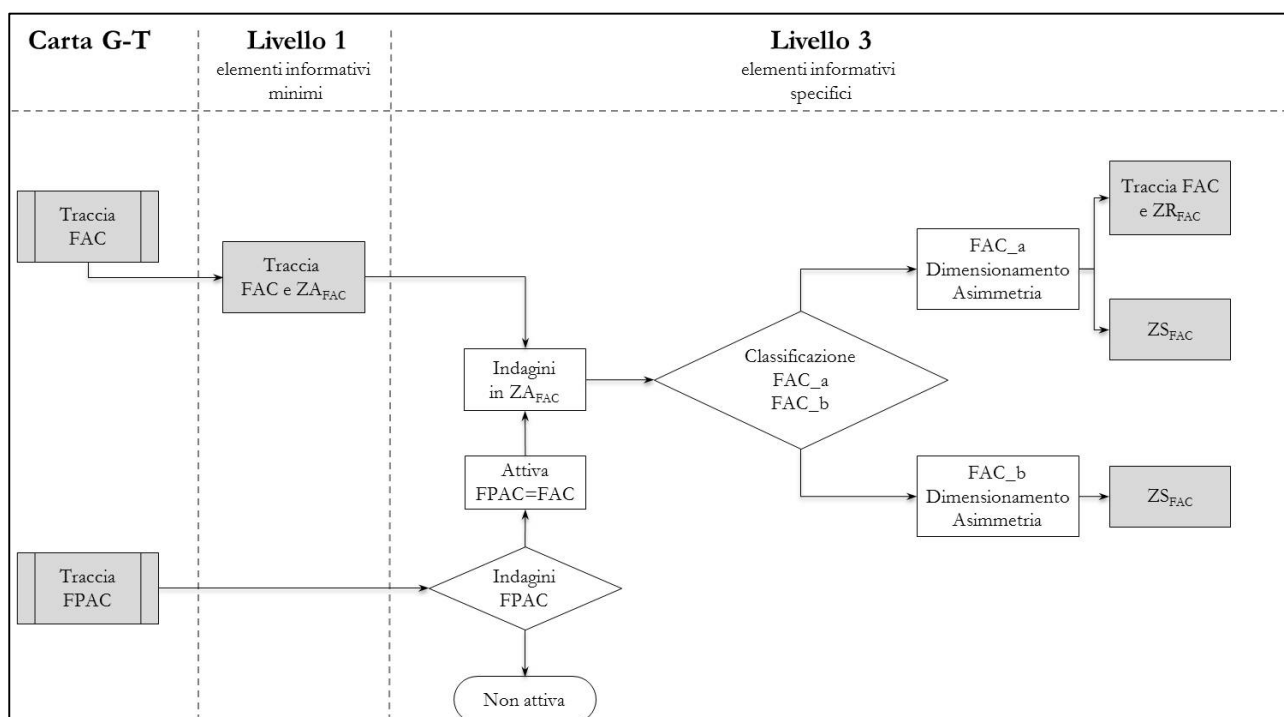 Carta G-T
Livello 1
elementi informativi
minimi
Livello 3
elementi informativi
specifici
Traccia
FAC
Traccia
FAC e ZAFAC
Indagini
in ZAFAC
Classificazione
FAC_a
FAC_b
FAC_a
Dimensionamento
Asimmetria
Traccia FAC
e ZRFAC
ZSFAC
Attiva
FPAC=FAC
FAC_b
Dimensionamento
Asimmetria
ZSFAC
Traccia
FPAC
Indagini
FPAC
Non attiva